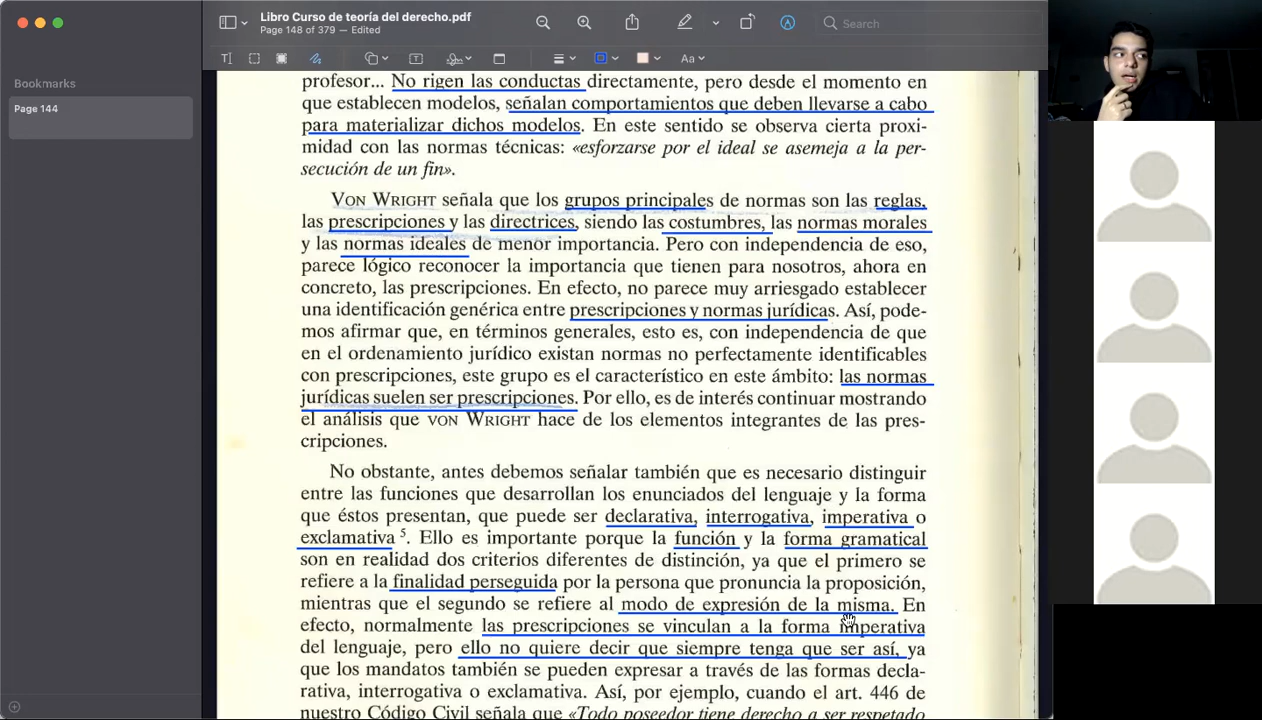 Libro Curso de teoría del derecho.pdf
Page 148 of 379 — Edited
Search
Bookmarks
Page 144
Aa
profesor... No rigen las conductas directamente, pero desde el momento en
que establecen modelos, señalan comportamientos que deben llevarse a cabo
para materializar dichos modelos. En este sentido se observa cierta proxi-
midad con las normas técnicas: «esforzarse por el ideal se asemeja a la per-
secución de un fin».
VON WRIGHT señala que los grupos principales de normas son las reglas,
las prescripciones y las directrices, siendo las costumbres, las normas morales
y las normas ideales de menor importancia. Pero con independencia de eso,
parece lógico reconocer la importancia que tienen para nosotros, ahora en
concreto, las prescripciones. En efecto, no parece muy arriesgado establecer
una identificación genérica entre prescripciones y normas jurídicas. Así, pode-
mos afirmar que, en términos generales, esto es, con independencia de que
en el ordenamiento jurídico existan normas no perfectamente identificables
con prescripciones, este grupo es el característico en este ámbito: las normas
jurídicas suelen ser prescripciones. Por ello, es de interés continuar mostrando
el análisis que VON WRIGHT hace de los elementos integrantes de las pres-
cripciones.
No obstante, antes debemos señalar también que es necesario distinguir
entre las funciones que desarrollan los enunciados del lenguaje y la forma
que éstos presentan, que puede ser declarativa, interrogativa, imperativa o
exclamativa ⁵. Ello es importante porque la función y la forma gramatical
son en realidad dos criterios diferentes de distinción, ya que el primero se
refiere a la finalidad perseguida por la persona que pronuncia la proposición,
mientras que el segundo se refiere al modo de expresión de la misma. En
efecto, normalmente las prescripciones se vinculan a la forma imperativa
del lenguaje, pero ello no quiere decir que siempre tenga que ser así, ya
que los mandatos también se pueden expresar a través de las formas decla-
rativa, interrogativa o exclamativa. Así, por ejemplo, cuando el art. 446 de
nuestro Código Civil señala que «Todo poseedor tiene derecho a ser respetado